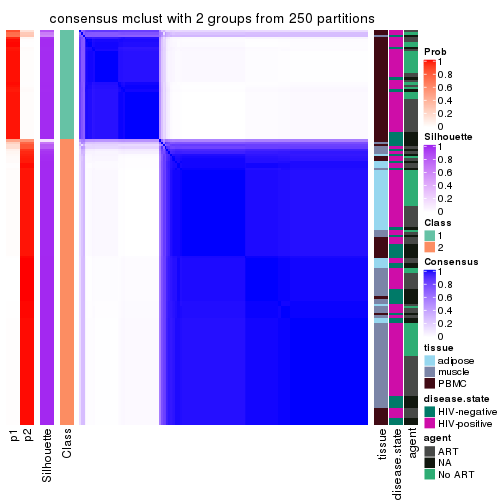 consensus mclust with 2 groups from 250 partitions
Prob
1
0.8
0.6
0.4
0.2
0
Silhouette
1
0.8
0.6
0.4
0.2
0
Class
1
2
Consensus
1
0.8
0.6
0.4
0.2
0
tissue
adipose
muscle
PBMC
disease.state
HIV-negative
HIV-positive
agent
ART
NA
No ART
p1
p2
Silhouette
Class
tissue
disease.state
agent